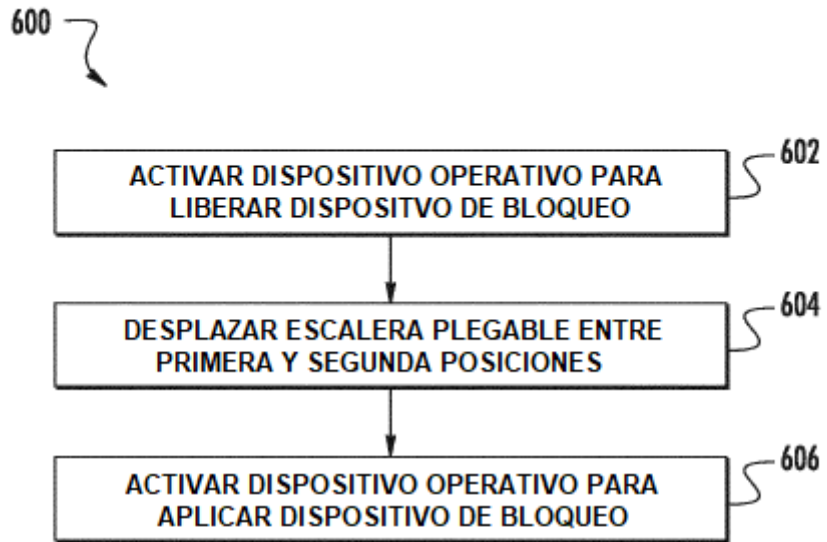 600
602
ACTIVAR DISPOSITIVO OPERATIVO PARA
LIBERAR DISPOSITVO DE BLOQUEO
604
DESPLAZAR ESCALERA PLEGABLE ENTRE
PRIMERA Y SEGUNDA POSICIONES
606
ACTIVAR DISPOSITIVO OPERATIVO PARA
APLICAR DISPOSITIVO DE BLOQUEO